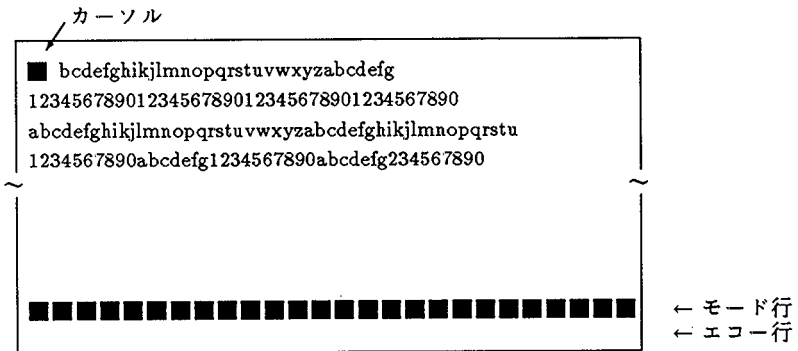 カーソル
■ bcdefghikjlmnopqrstuvwxyzabcdefg
1234567890123456789012345678901234567890
abcdefghikjlmnopqrstuvwxyzabcdefghikjlmnopqrstu
1234567890abcdefg1234567890abcdefg234567890
← モード行
← エコー行